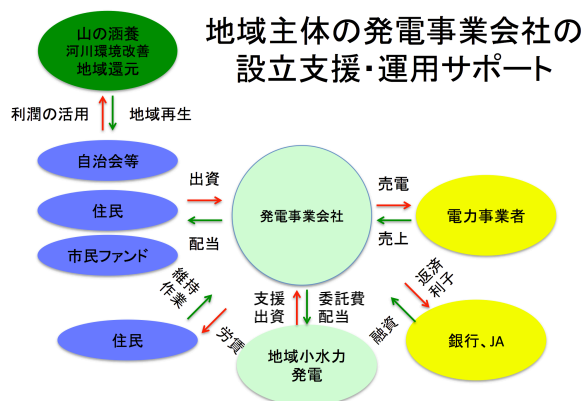 地域主体の発電事業会社の
設立支援・運用サポート
山の涵養
河川環境改善
地域還元
利潤の活用
地域再生
自治会等
住民
市民ファンド
出資
配当
発電事業会社
売電
売上
電力事業者
維持
作業
住民
労賃
支援
出資
委託費
配当
地域小水力
発電
返済
利子
融資
銀行、JA